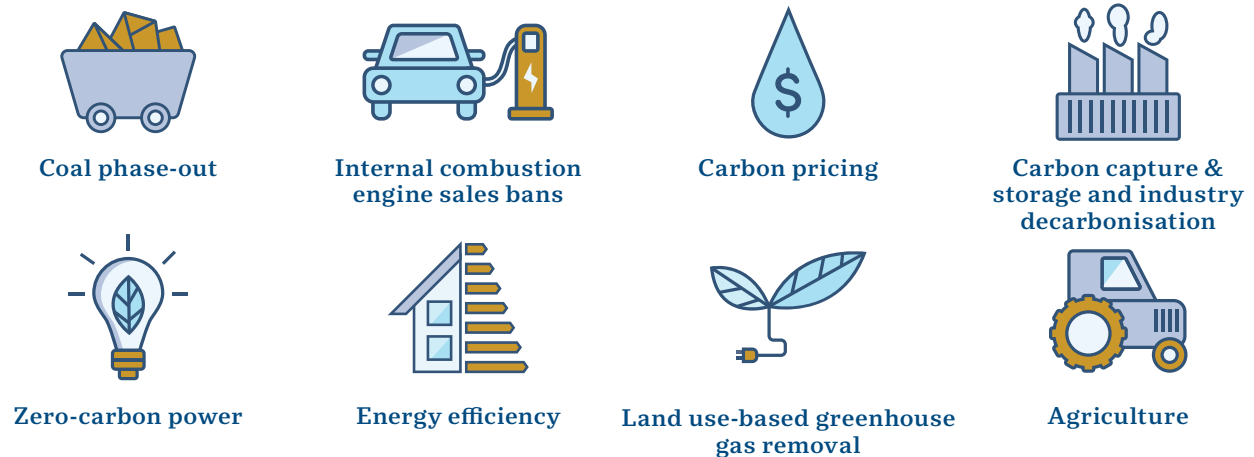 $
Coal phase-out
Internal combustion
engine sales bans
Carbon pricing
Carbon capture &
storage and industry
decarbonisation
Zero-carbon power
Energy efficiency
Land use-based greenhouse
gas removal
Agriculture